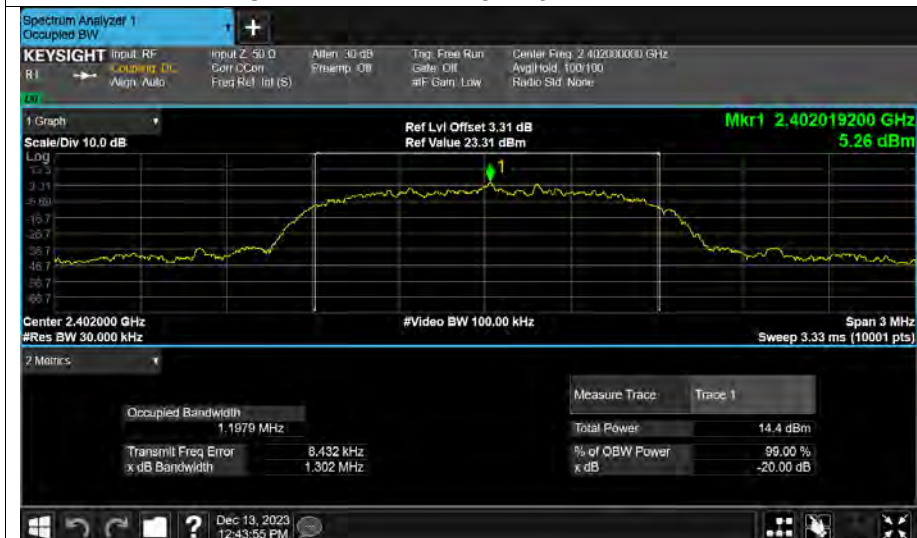 Spectrum Analyzer 1
Occupied BW
KEYSIGHT Input: RF Input Z: 50 Ω Atten: 30 dB Trig: Free Run Center Freq: 2.402000000 GHz
Coupling: DC Corr CCorr Preamp: Off Gate: Off Avg|Hold: 100/100
Align: Auto Freq Ref: Int (S) #IF Gain: Low Radio Std: None
1 Graph Ref Lvl Offset 3.31 dB Mkr1 2.402019200 GHz
Scale/Div 10.0 dB Ref Value 23.31 dBm 5.26 dBm
Log
1
3.31
-16.7
-26.7
-36.7
-46.7
-56.7
-66.7
Center 2.402000 GHz #Video BW 100.00 kHz Span 3 MHz
#Res BW 30.000 kHz Sweep 3.33 ms (10001 pts)
2 Metrics
Measure Trace Trace 1
Occupied Bandwidth
1.1979 MHz Total Power 14.4 dBm
Transmit Freq Error 8.432 kHz % of OBW Power 99.00 %
x dB Bandwidth 1.302 MHz x dB -20.00 dB
? Dec 13, 2023
12:43:55 PM